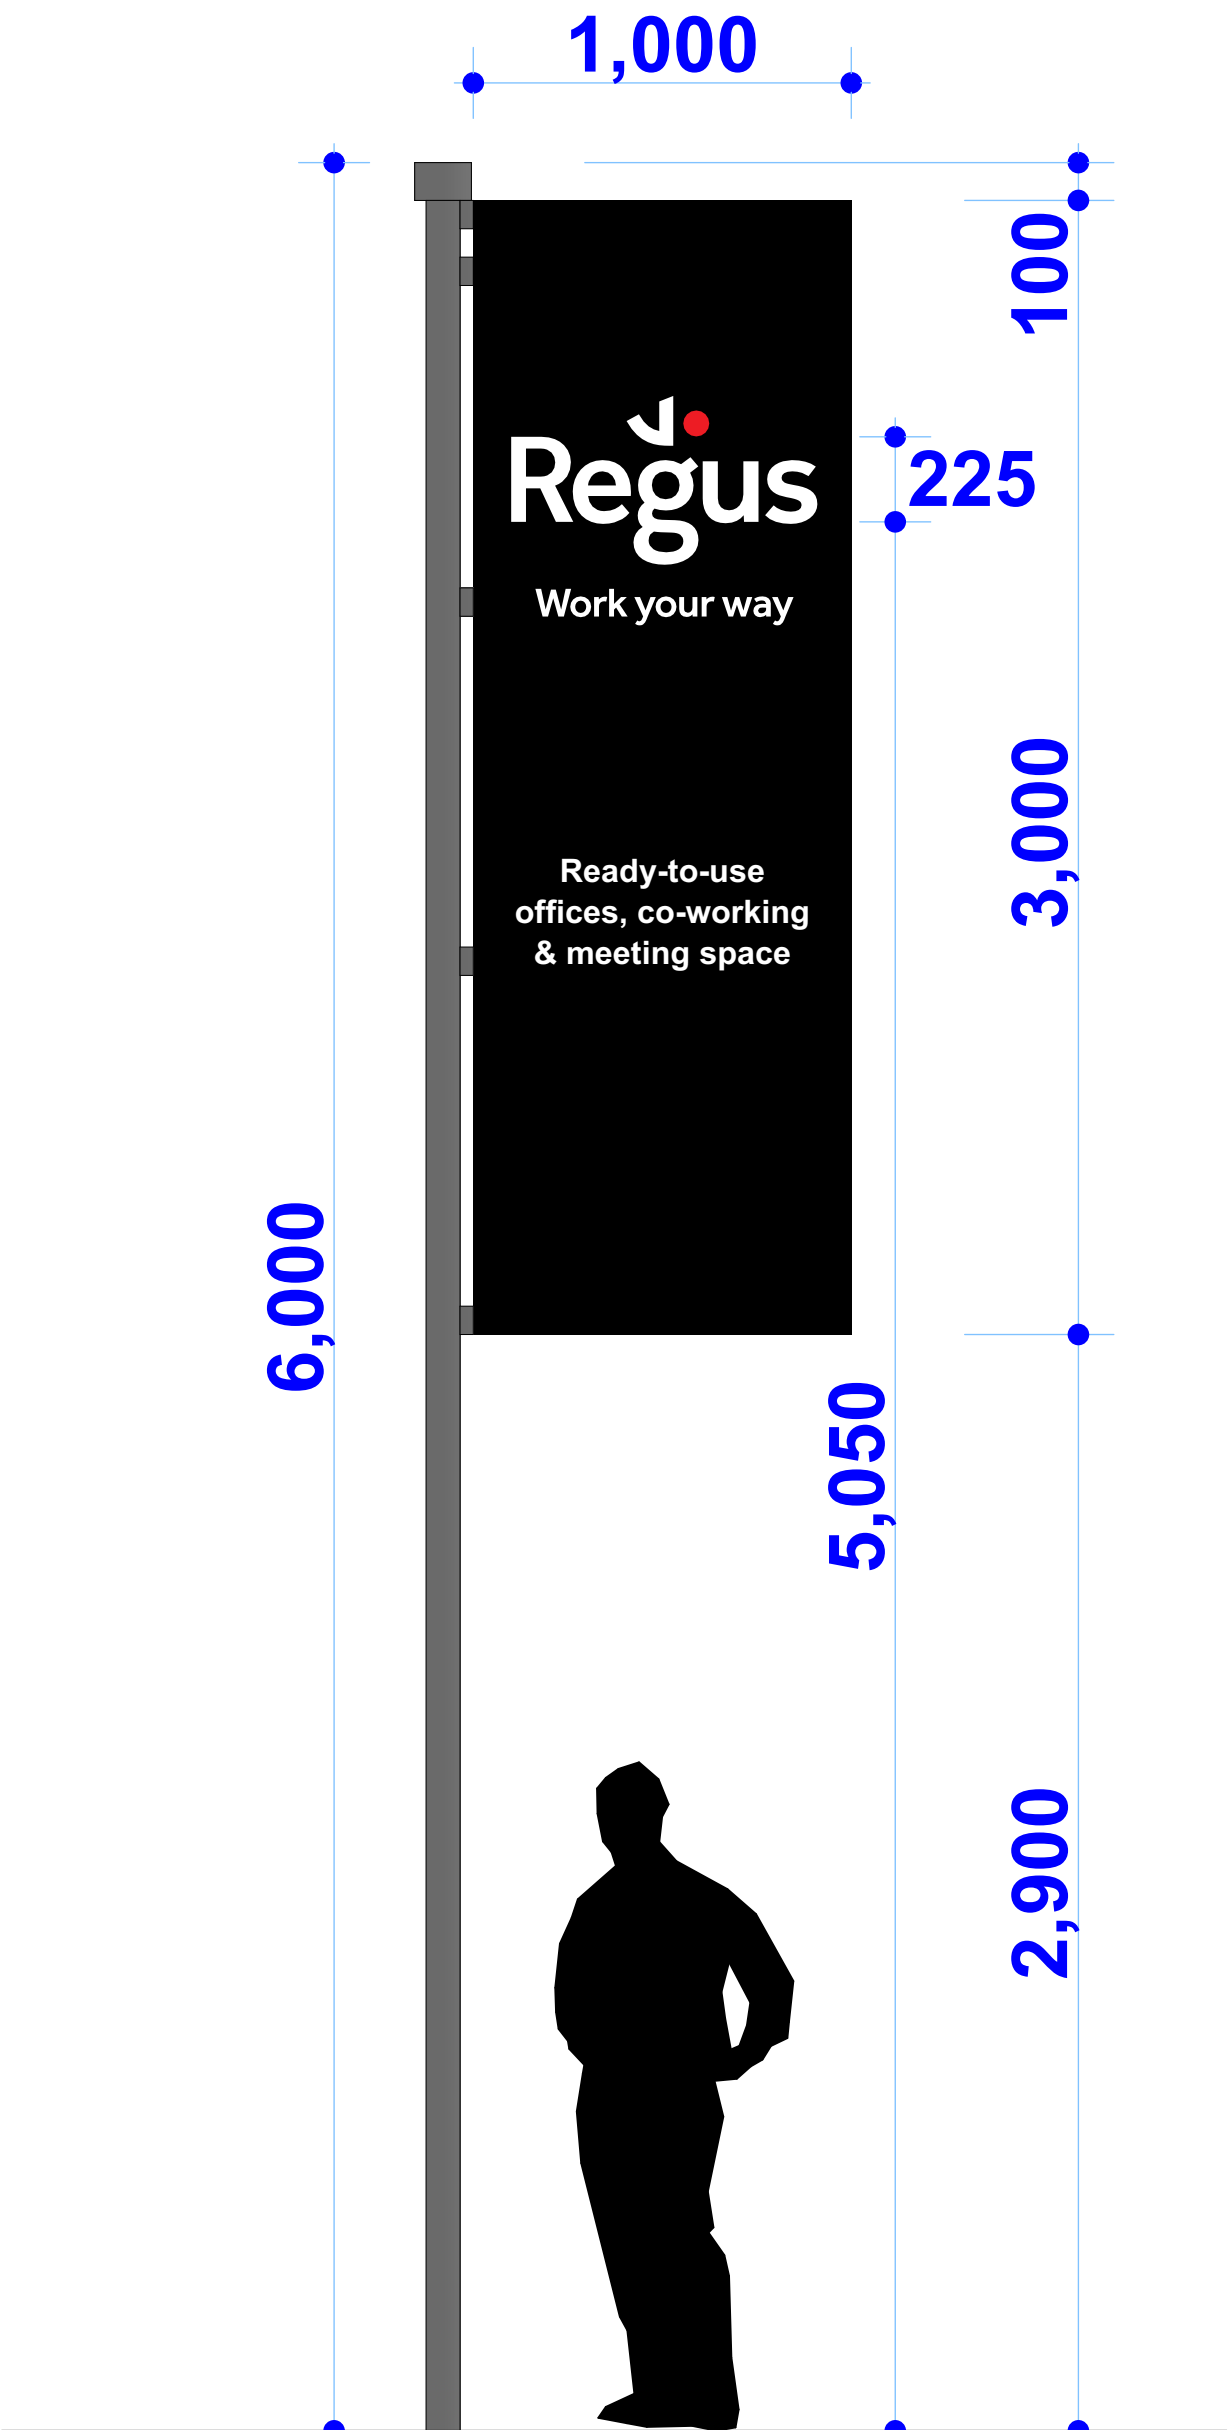 1,000
100
Regus
225
Work your way
3,000
Ready-to-use
offices, co-working
& meeting space
6,000
5,050
2,900